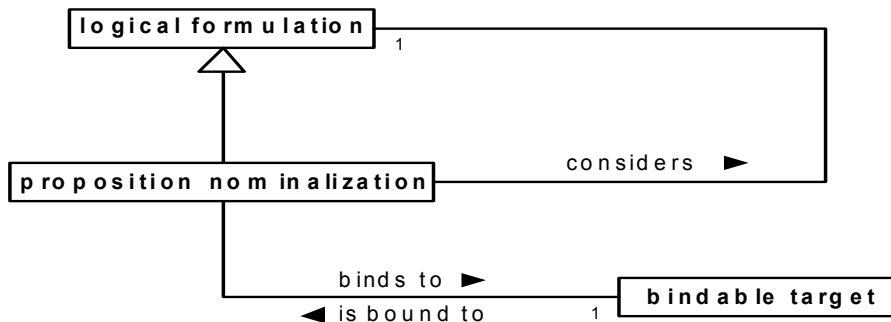 logical formulation
1
proposition nominalization
considers ►
binds to ►
◄ is bound to
1
bindable target